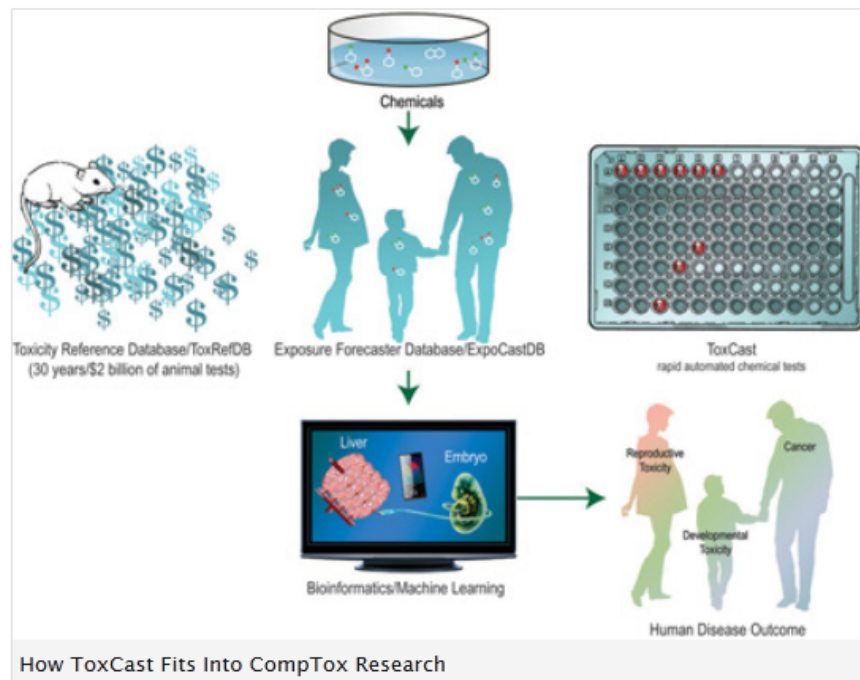 Chemicals
Toxicity Reference Database/ToxRefDB
(30 years/$2 billion of animal tests)
Exposure Forecaster Database/ExpoCastDB
ToxCast
rapid automated chemical tests
Liver
Embryo
Bioinformatics/Machine Learning
Reproductive
Toxicity
Cancer
Developmental
Toxicity
Human Disease Outcome
How ToxCast Fits Into CompTox Research